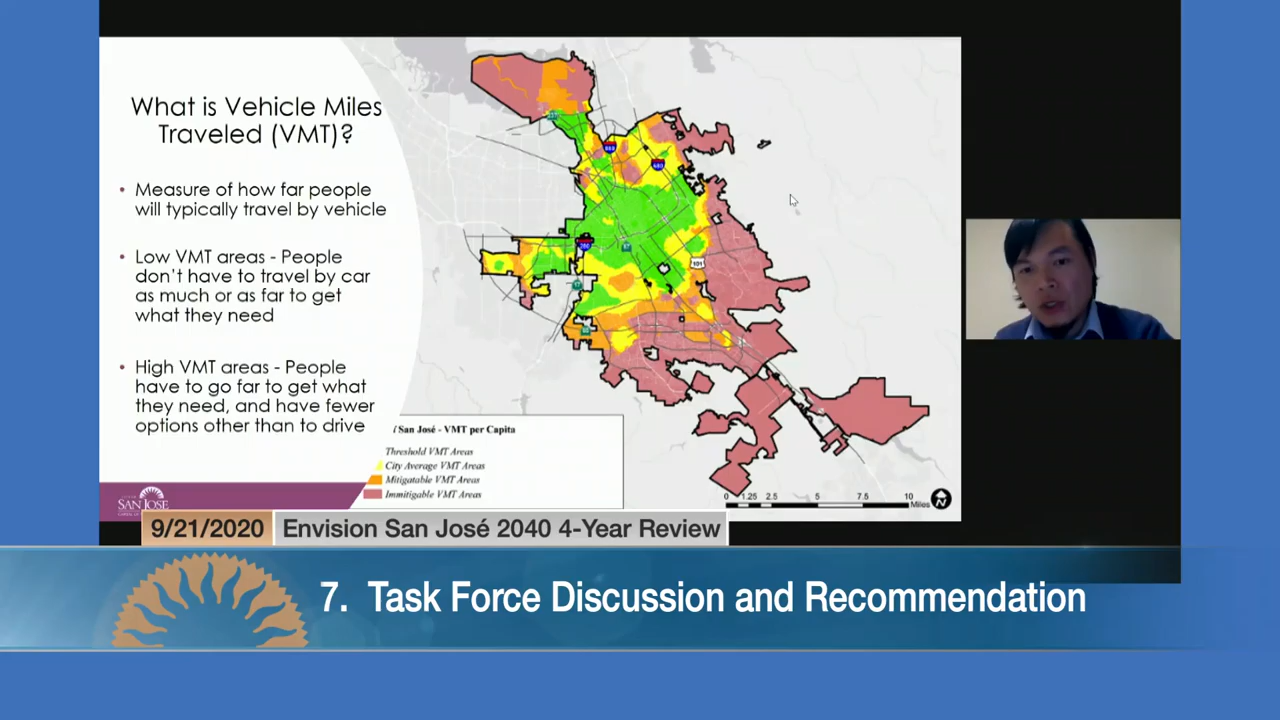 What is Vehicle Miles
Traveled (VMT)?
• Measure of how far people
will typically travel by vehicle
• Low VMT areas - People
don't have to travel by car
as much or as far to get
what they need
• High VMT areas - People
have to go far to get what
they need, and have fewer
options other than to drive
San José - VMT per Capita
Threshold VMT Areas
City Average VMT Areas
Mitigatable VMT Areas
Immitigable VMT Areas
680
280
101
0 1.25 2.5 5 7.5 10
Miles
N
SAN JOSE
9/21/2020 Envision San José 2040 4-Year Review
7. Task Force Discussion and Recommendation